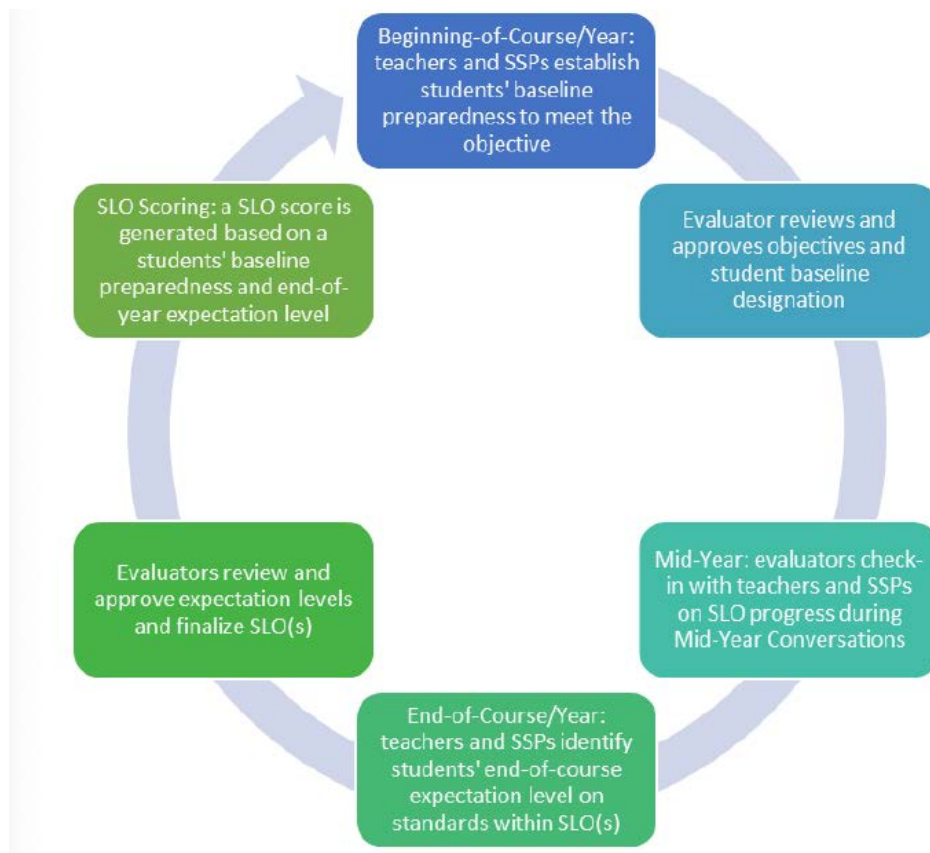 Beginning-of-Course/Year:
teachers and SSPs establish
students' baseline
preparedness to meet the
objective
Evaluator reviews and
approves objectives and
student baseline
designation
Mid-Year: evaluators check-
in with teachers and SSPs
on SLO progress during
Mid-Year Conversations
End-of-Course/Year:
teachers and SSPs identify
students' end-of-course
expectation level on
standards within SLO(s)
Evaluators review and
approve expectation levels
and finalize SLO(s)
SLO Scoring: a SLO score is
generated based on a
students' baseline
preparedness and end-of-
year expectation level